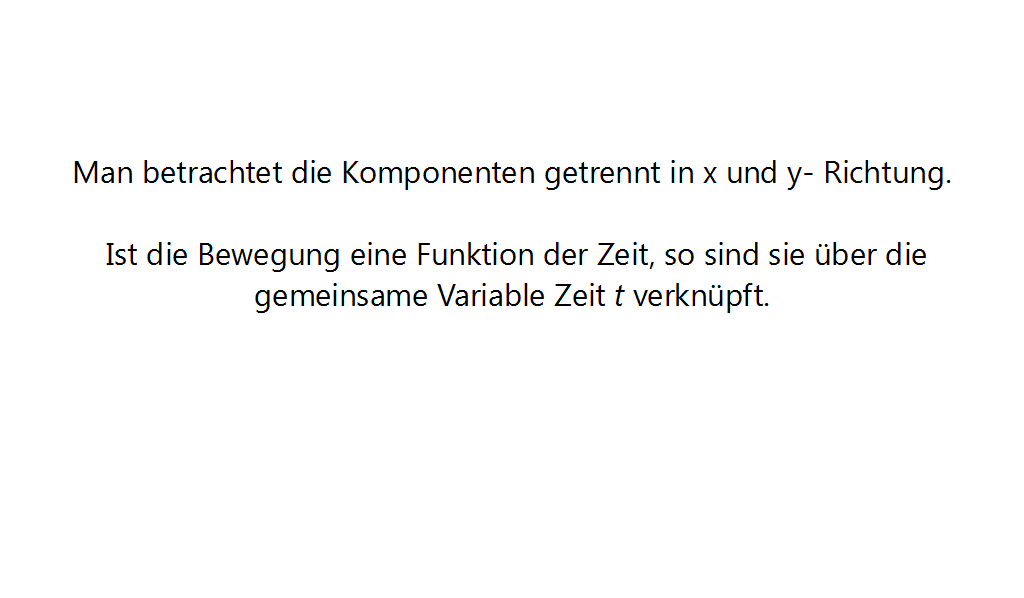 Man betrachtet die Komponenten getrennt in x und y- Richtung.
Ist die Bewegung eine Funktion der Zeit, so sind sie über die
gemeinsame Variable Zeit t verknüpft.